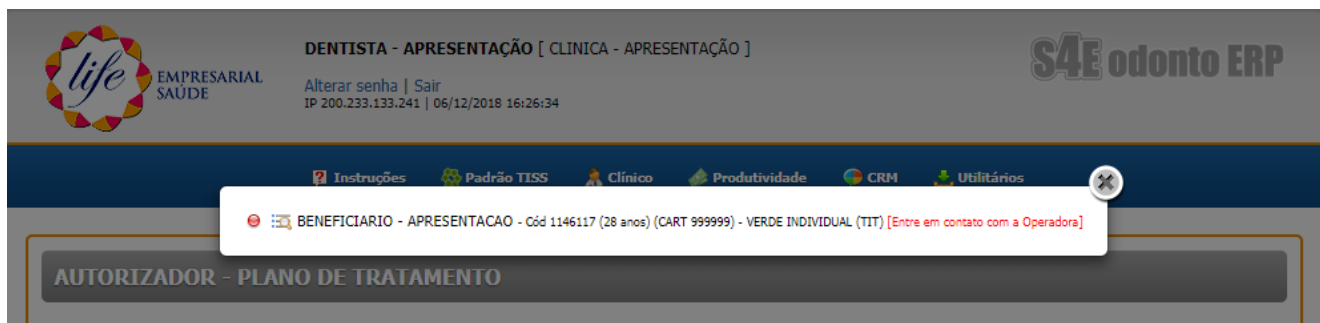 life EMPRESARIAL
SAÚDE
DENTISTA - APRESENTAÇÃO [ CLINICA - APRESENTAÇÃO ]
Alterar senha | Sair
IP 200.233.133.241 | 06/12/2018 16:26:34
S4E odonto ERP
Instruções Padrão TISS Clínico Produtividade CRM Utilitários
BENEFICIARIO - APRESENTACAO - Cód 1146117 (28 anos) (CART 999999) - VERDE INDIVIDUAL (TIT) [Entre em contato com a Operadora]
AUTORIZADOR - PLANO DE TRATAMENTO